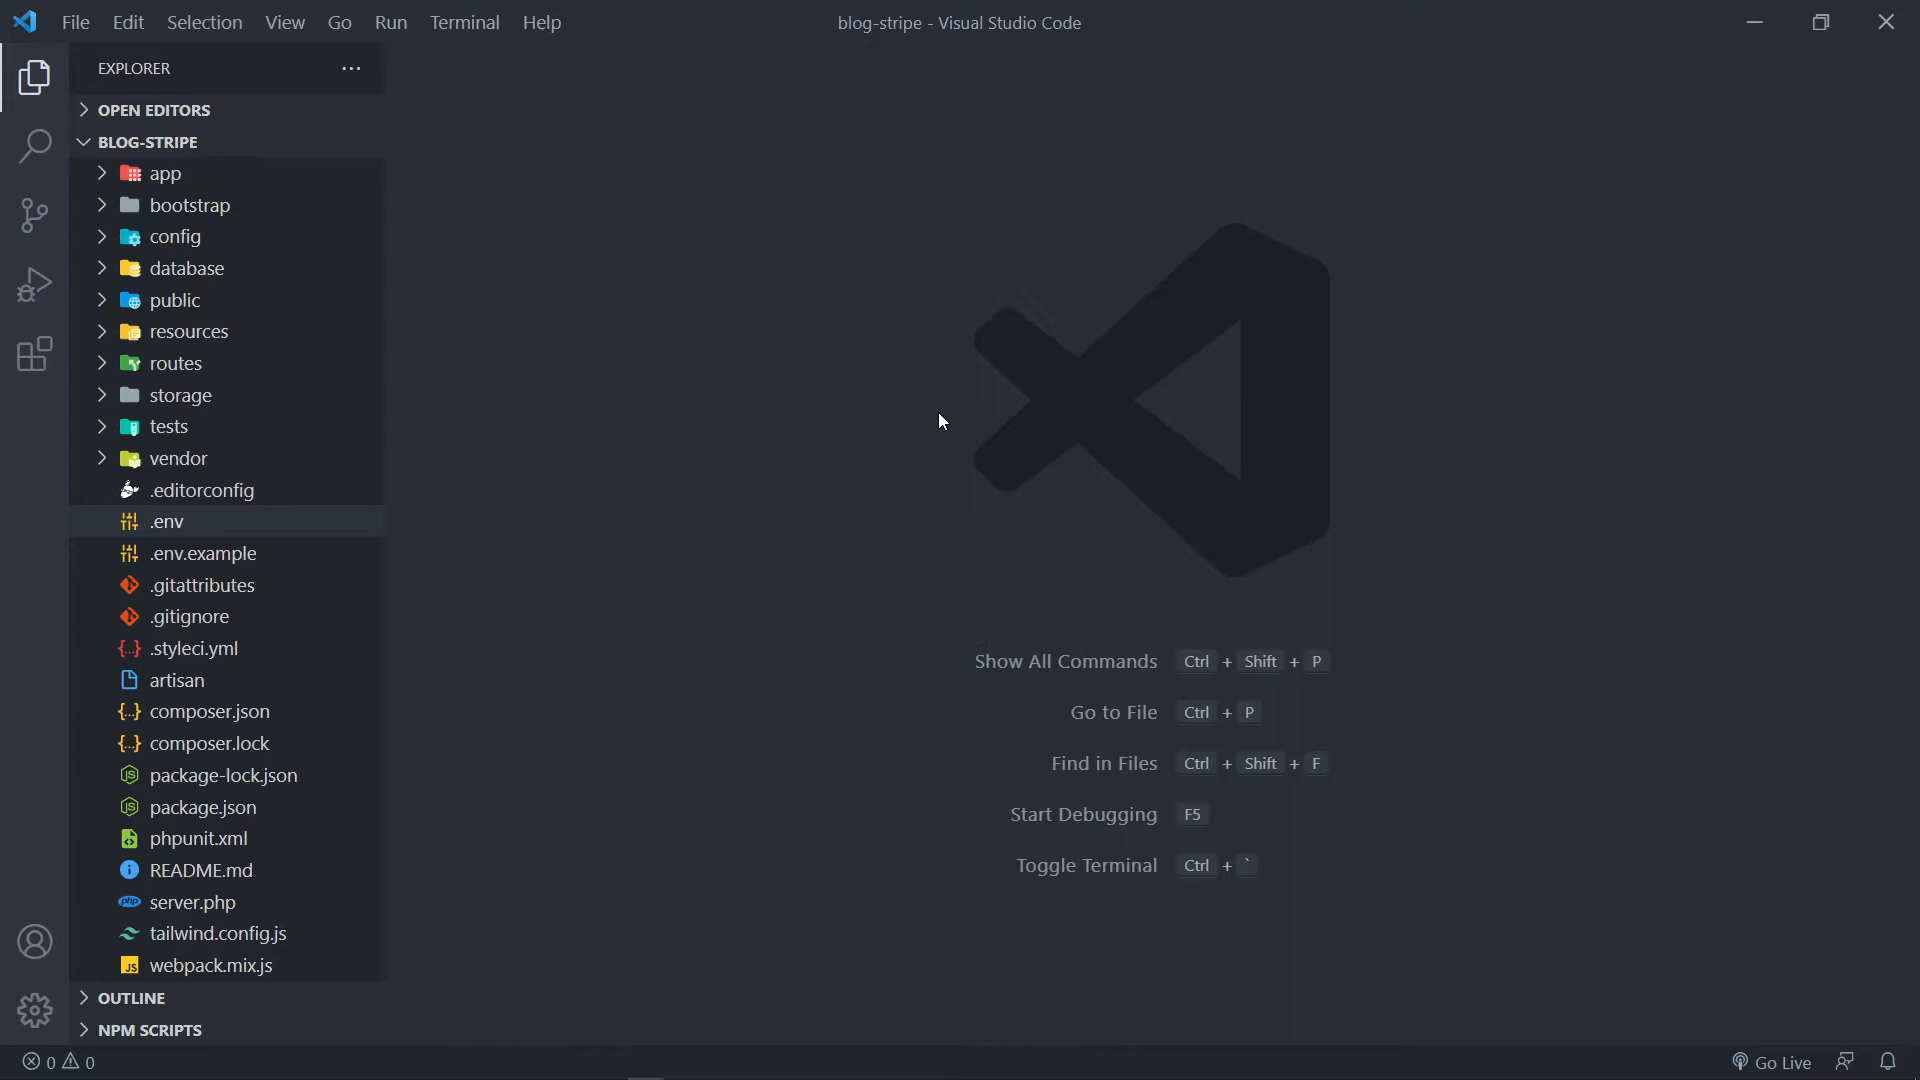 File Edit Selection View Go Run Terminal Help
blog-stripe - Visual Studio Code
EXPLORER
OPEN EDITORS
BLOG-STRIPE
app
bootstrap
config
database
public
resources
routes
storage
tests
vendor
.editorconfig
.env
.env.example
.gitattributes
.gitignore
.styleci.yml
artisan
composer.json
composer.lock
package-lock.json
package.json
phpunit.xml
README.md
server.php
tailwind.config.js
webpack.mix.js
OUTLINE
NPM SCRIPTS
Show All Commands Ctrl + Shift + P
Go to File Ctrl + P
Find in Files Ctrl + Shift + F
Start Debugging F5
Toggle Terminal Ctrl + `
0 0
Go Live